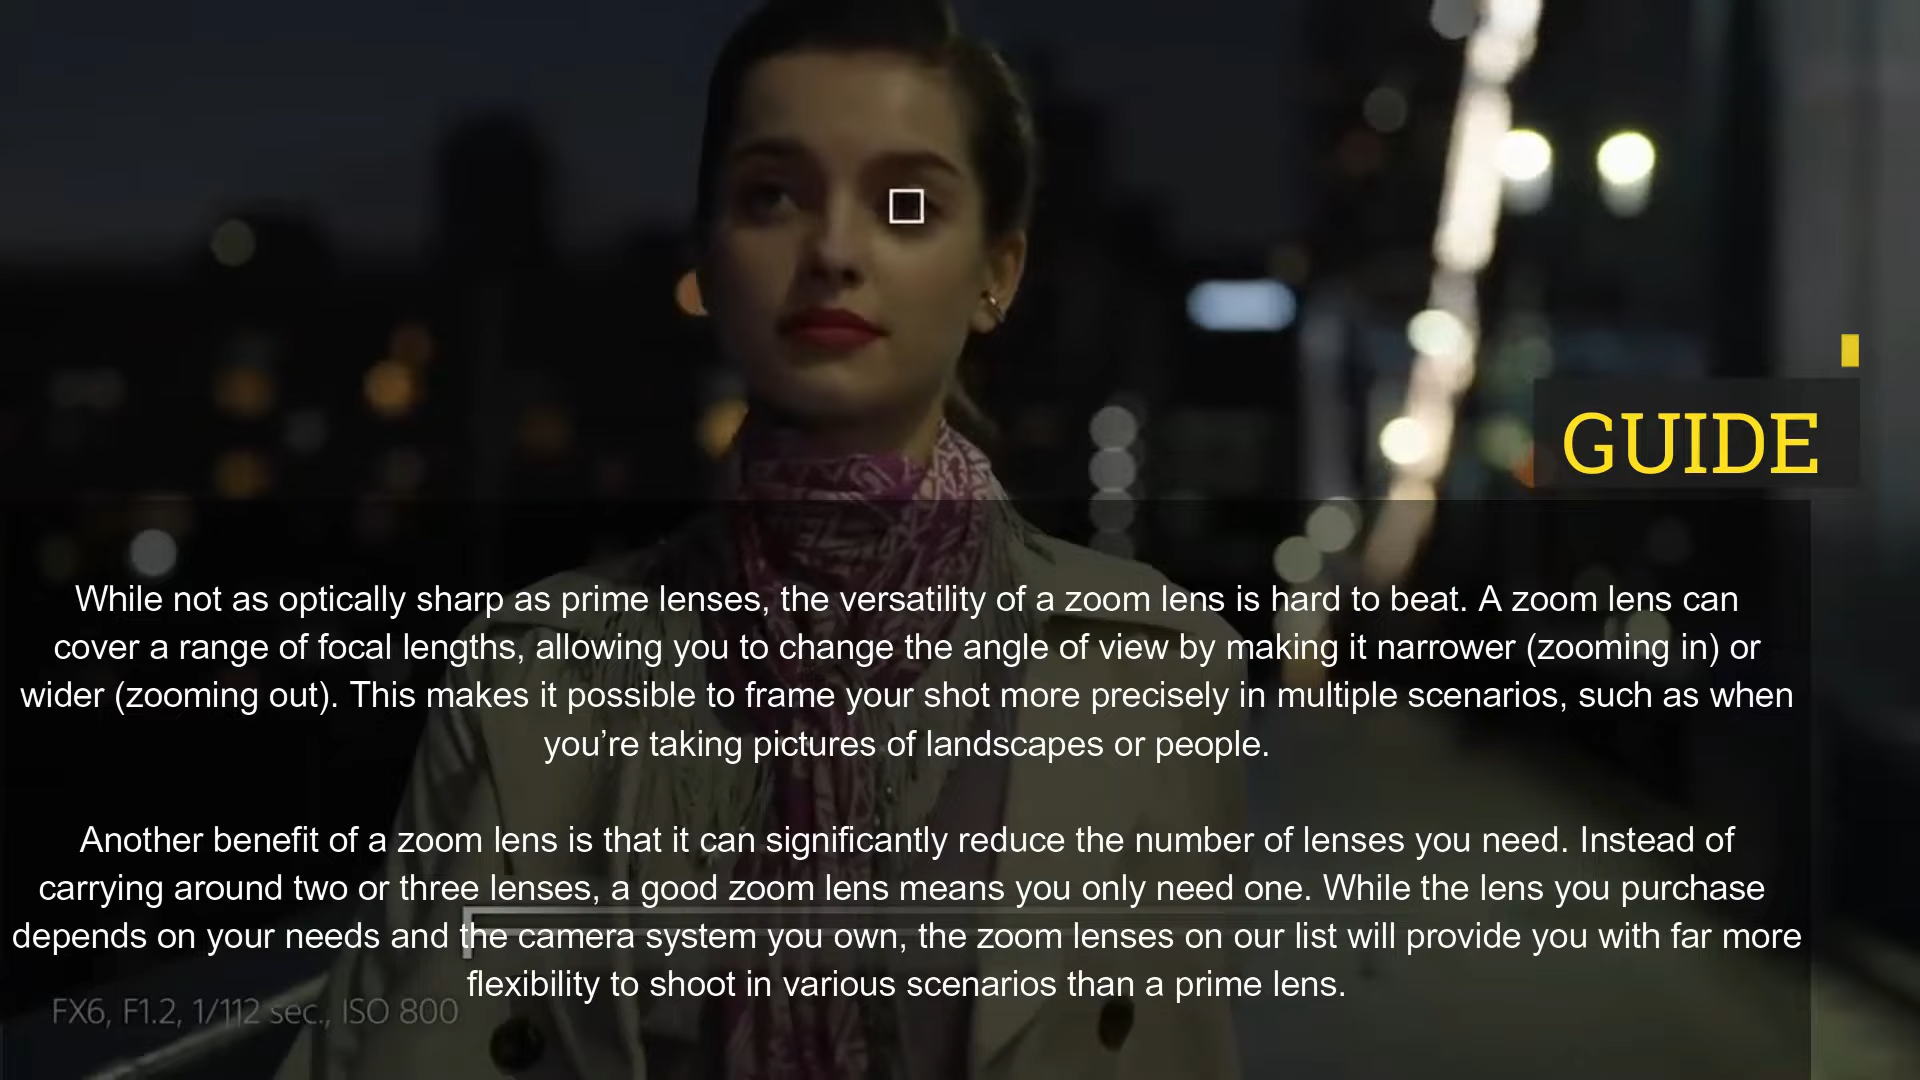 GUIDE
While not as optically sharp as prime lenses, the versatility of a zoom lens is hard to beat. A zoom lens can
cover a range of focal lengths, allowing you to change the angle of view by making it narrower (zooming in) or
wider (zooming out). This makes it possible to frame your shot more precisely in multiple scenarios, such as when
you’re taking pictures of landscapes or people.
Another benefit of a zoom lens is that it can significantly reduce the number of lenses you need. Instead of
carrying around two or three lenses, a good zoom lens means you only need one. While the lens you purchase
depends on your needs and the camera system you own, the zoom lenses on our list will provide you with far more
flexibility to shoot in various scenarios than a prime lens.
FX6, F1.2, 1/112 sec., ISO 800